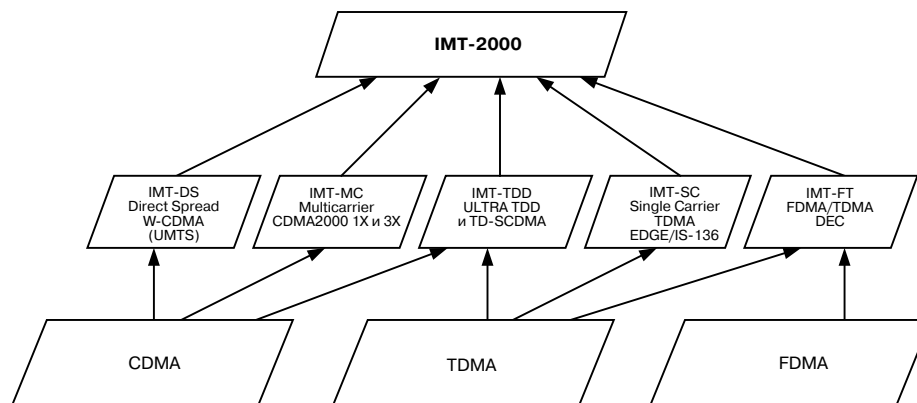 IMT-2000
IMT-DS
Direct Spread
W-CDMA
(UMTS)
IMT-MC
Multicarrier
CDMA2000 1X и 3X
IMT-TDD
ULTRA TDD
и TD-SCDMA
IMT-SC
Single Carrier
TDMA
EDGE/IS-136
IMT-FT
FDMA/TDMA
DEC
CDMA
TDMA
FDMA